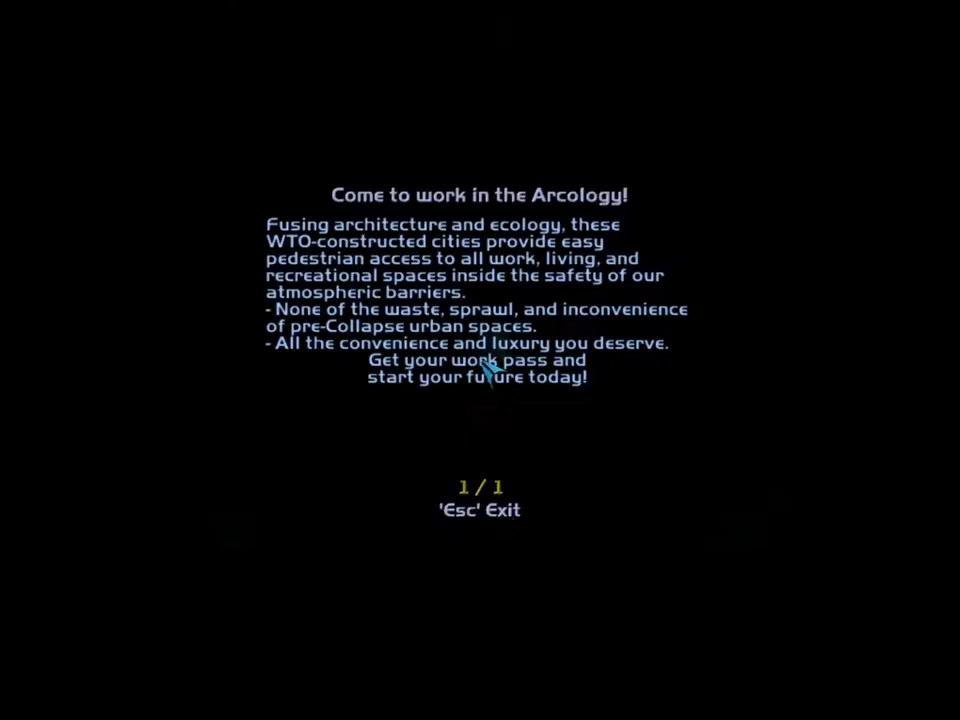 Come to work in the Arcology!
Fusing architecture and ecology, these
WTO-constructed cities provide easy
pedestrian access to all work, living, and
recreational spaces inside the safety of our
atmospheric barriers.
- None of the waste, sprawl, and inconvenience
of pre-Collapse urban spaces.
- All the convenience and luxury you deserve.
Get your work pass and
start your future today!
1 / 1
'Esc' Exit